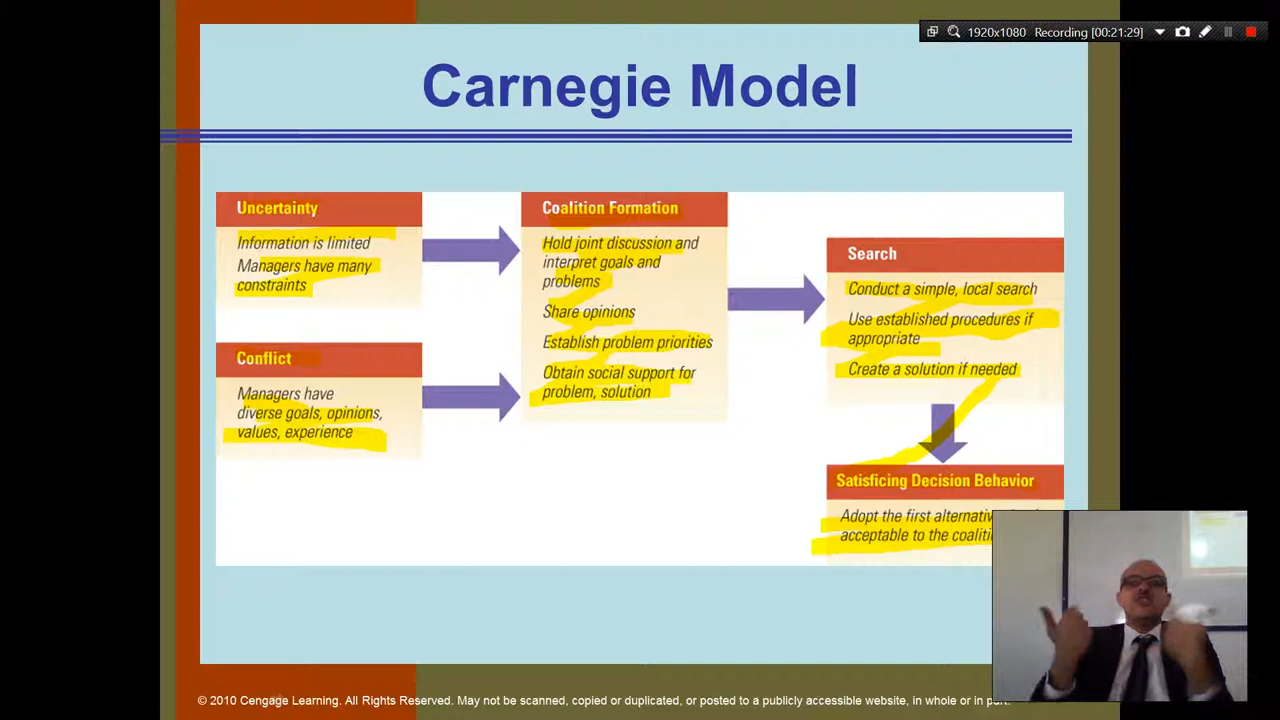 1920x1080 Recording [00:21:29]
Carnegie Model
Uncertainty
Information is limited
Managers have many
constraints
Conflict
Managers have
diverse goals, opinions,
values, experience
Coalition Formation
Hold joint discussion and
interpret goals and
problems
Share opinions
Establish problem priorities
Obtain social support for
problem, solution
Search
Conduct a simple, local search
Use established procedures if
appropriate
Create a solution if needed
Satisficing Decision Behavior
Adopt the first alternative
acceptable to the
© 2010 Cengage Learning. All Rights Reserved. May not be scanned, copied or duplicated, or posted to a publicly accessible website, in whole or in part.